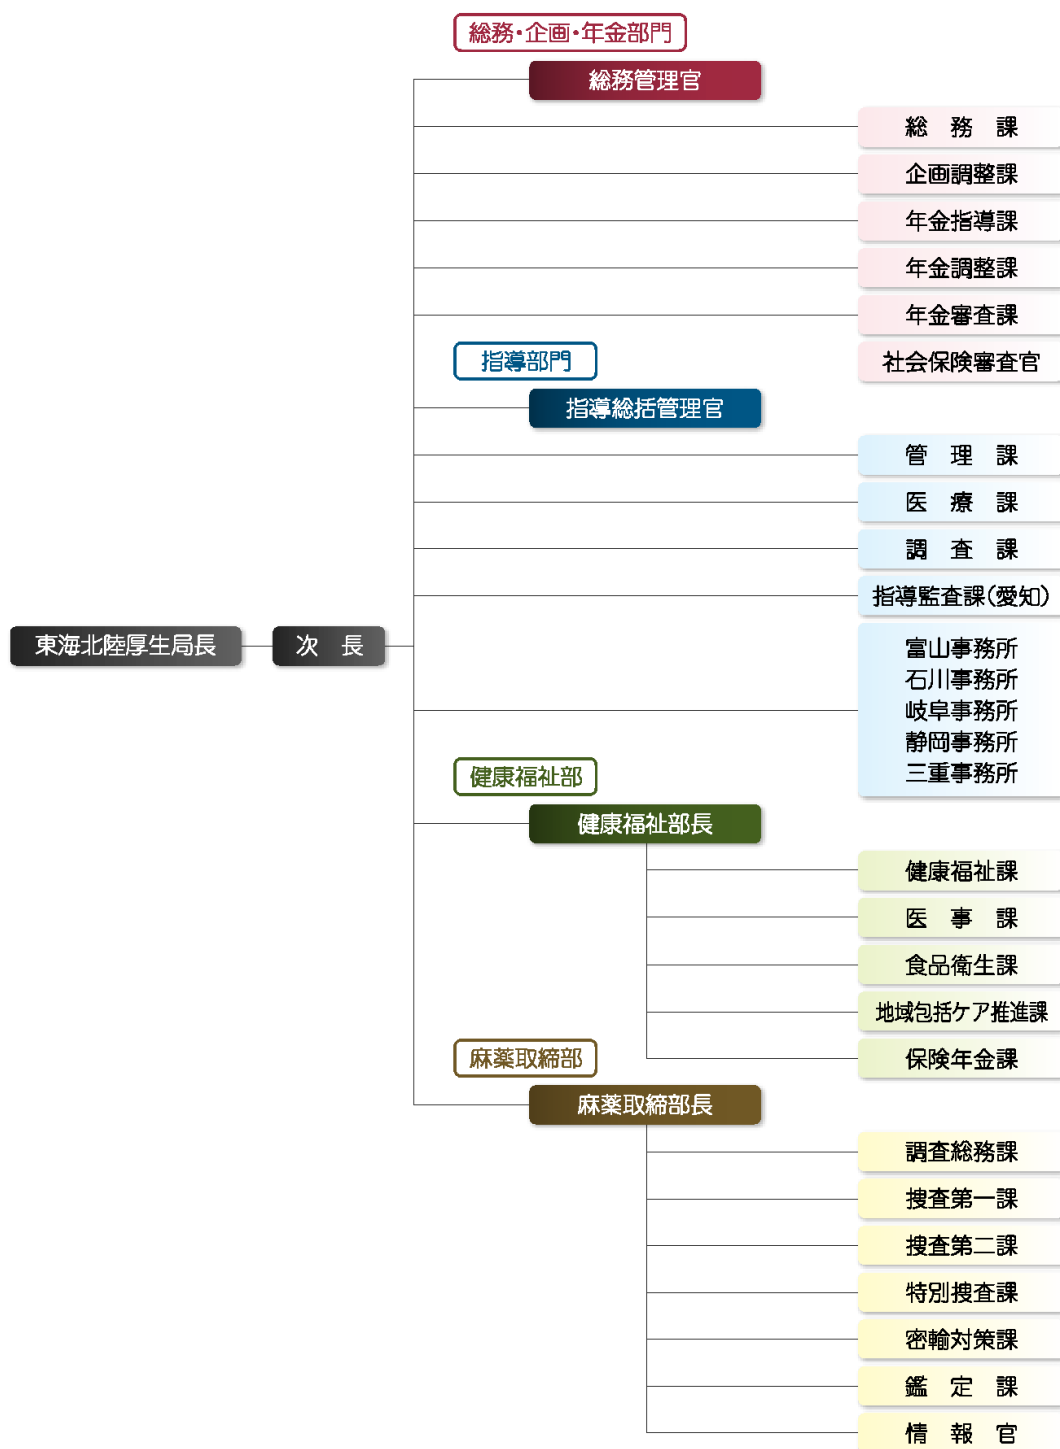 総務・企画・年金部門
総務管理官
総務課
企画調整課
年金指導課
年金調整課
年金審査課
社会保険審査官
指導部門
指導総括管理官
管理課
医療課
調査課
指導監査課(愛知)
東海北陸厚生局長
次長
富山事務所
石川事務所
岐阜事務所
静岡事務所
三重事務所
健康福祉部
健康福祉部長
健康福祉課
医事課
食品衛生課
地域包括ケア推進課
保険年金課
麻薬取締部
麻薬取締部長
調査総務課
捜査第一課
捜査第二課
特別捜査課
密輸対策課
鑑定課
情報官